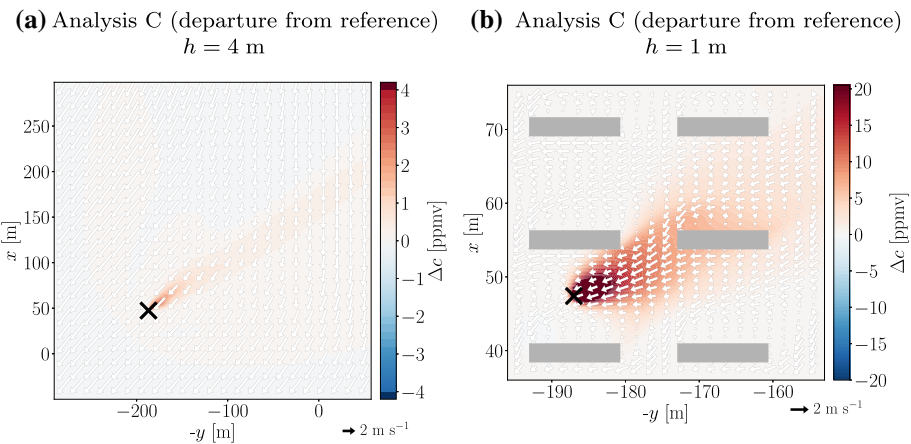 (a) Analysis C (departure from reference)
h = 4 m
250
200
150
100
50
0
x [m]
−200
−100
0
-y [m]
2 m s⁻¹
4
3
2
1
0
−1
−2
−3
−4
Δc [ppmv]
(b) Analysis C (departure from reference)
h = 1 m
70
60
50
40
x [m]
−190
−180
−170
−160
-y [m]
2 m s⁻¹
20
15
10
5
0
−5
−10
−15
−20
Δc [ppmv]